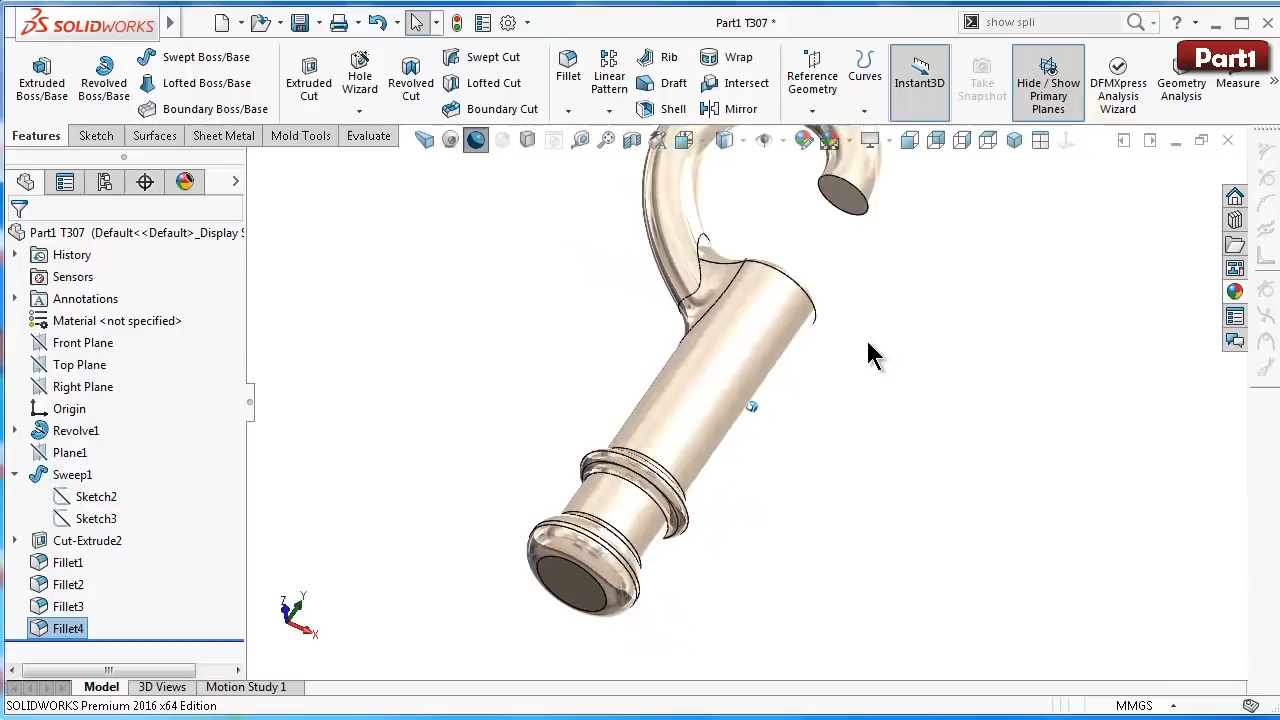 SOLIDWORKS
Part1 T307 *
show spli
Part1
Extruded Boss/Base
Revolved Boss/Base
Swept Boss/Base
Lofted Boss/Base
Boundary Boss/Base
Extruded Cut
Hole Wizard
Revolved Cut
Swept Cut
Boundary Cut
Fillet
Linear Pattern
Rib
Draft
Shell
Wrap
Intersect
Mirror
Reference Geometry
Curves
Instant3D
Take Snapshot
Hide / Show Primary Planes
DFMXpress Analysis Wizard
Geometry Analysis
Measure
Features
Sketch
Surfaces
Sheet Metal
Mold Tools
Evaluate
Part1 T307 (Default<<Default>_Display S
History
Sensors
Annotations
Material <not specified>
Front Plane
Top Plane
Right Plane
Origin
Revolve1
Plane1
Sweep1
Sketch2
Sketch3
Cut-Extrude2
Fillet1
Fillet2
Fillet3
Fillet4
Z
Y
X
Model
3D Views
Motion Study 1
SOLIDWORKS Premium 2016 x64 Edition
MMGS